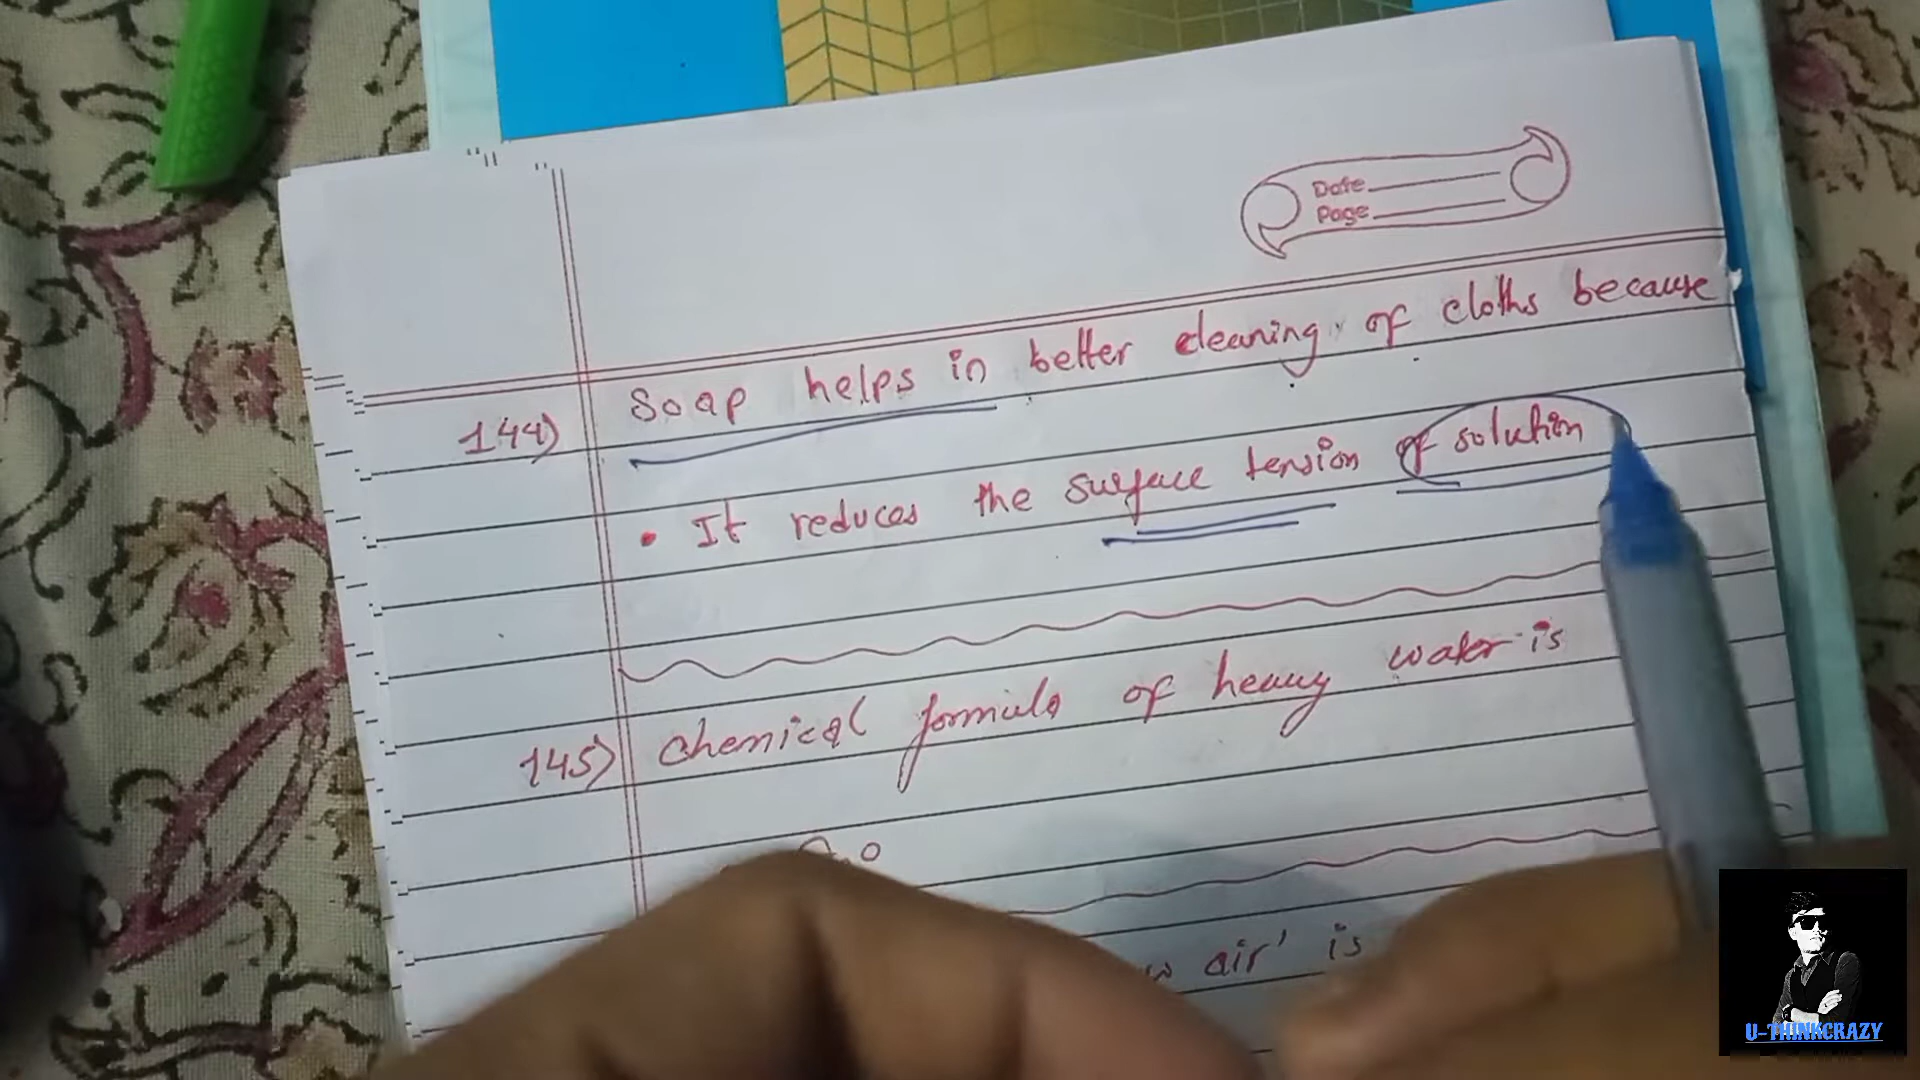 Date
Page
144) Soap helps in better cleaning of cloths because
• It reduces the surface tension of solution
145) Chemical formula of heavy water is
air' is
U-THINKCRAZY